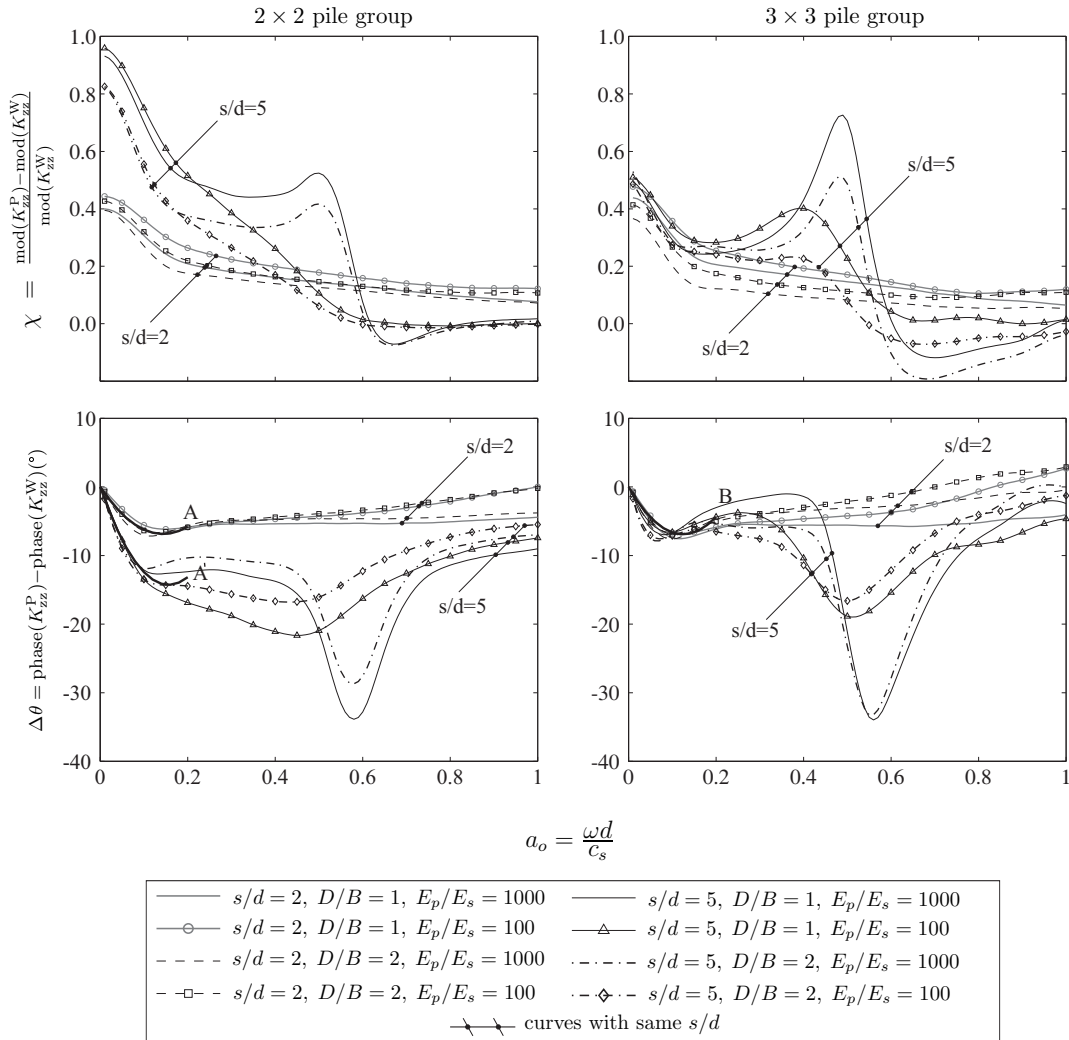 2 × 2 pile group
3 × 3 pile group
χ = mod(K_zz^P)−mod(K_zz^W) / mod(K_zz^W)
1.0
0.8
0.6
0.4
0.2
0.0
s/d=5
s/d=2
1.0
0.8
0.6
0.4
0.2
0.0
s/d=5
s/d=2
Δθ = phase(K_zz^P)−phase(K_zz^W)(°)
10
0
-10
-20
-30
-40
s/d=2
A
A'
s/d=5
0
0.2
0.4
0.6
0.8
1
10
0
-10
-20
-30
-40
s/d=2
B
s/d=5
0
0.2
0.4
0.6
0.8
1
a_o = ωd/c_s
s/d = 2, D/B = 1, E_p/E_s = 1000
s/d = 2, D/B = 1, E_p/E_s = 100
s/d = 2, D/B = 2, E_p/E_s = 1000
s/d = 2, D/B = 2, E_p/E_s = 100
s/d = 5, D/B = 1, E_p/E_s = 1000
s/d = 5, D/B = 1, E_p/E_s = 100
s/d = 5, D/B = 2, E_p/E_s = 1000
s/d = 5, D/B = 2, E_p/E_s = 100
curves with same s/d